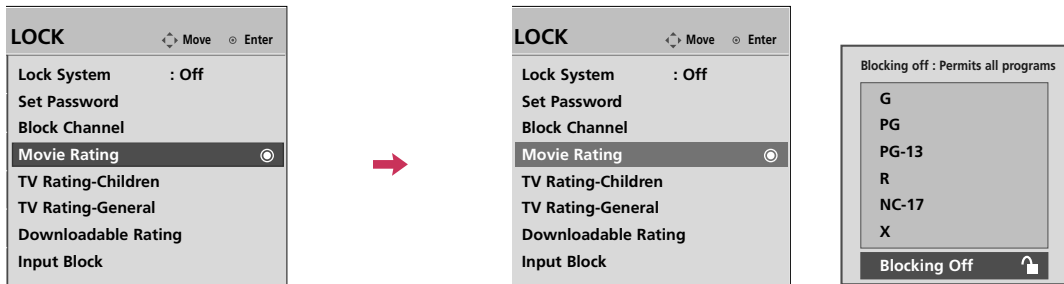 LOCK
Move Enter
Lock System : Off
Set Password
Block Channel
Movie Rating
TV Rating-Children
TV Rating-General
Downloadable Rating
Input Block
LOCK
Move Enter
Lock System : Off
Set Password
Block Channel
Movie Rating
TV Rating-Children
TV Rating-General
Downloadable Rating
Input Block
Blocking off : Permits all programs
G
PG
PG-13
R
NC-17
X
Blocking Off